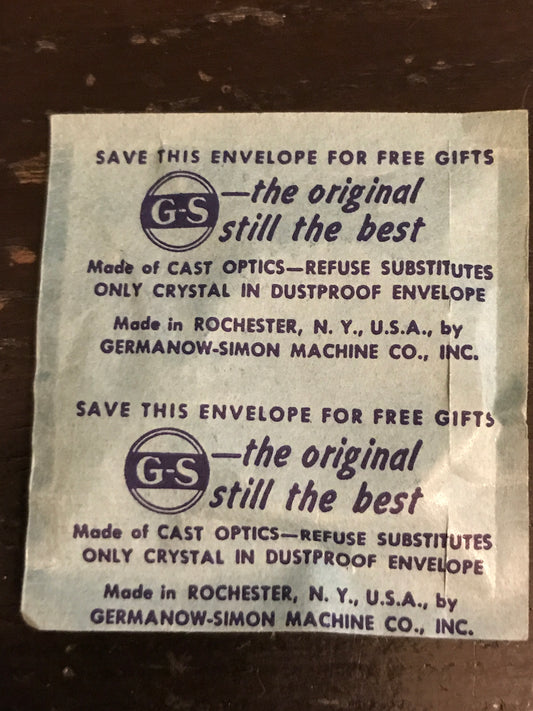 SAVE THIS ENVELOPE FOR FREE GIFTS
G-S —the original
still the best
Made of CAST OPTICS—REFUSE SUBSTITUTES
ONLY CRYSTAL IN DUSTPROOF ENVELOPE
Made in ROCHESTER, N. Y., U.S.A., by
GERMANOW-SIMON MACHINE CO., INC.
SAVE THIS ENVELOPE FOR FREE GIFTS
G-S —the original
still the best
Made of CAST OPTICS—REFUSE SUBSTITUTES
ONLY CRYSTAL IN DUSTPROOF ENVELOPE
Made in ROCHESTER, N. Y., U.S.A., by
GERMANOW-SIMON MACHINE CO., INC.